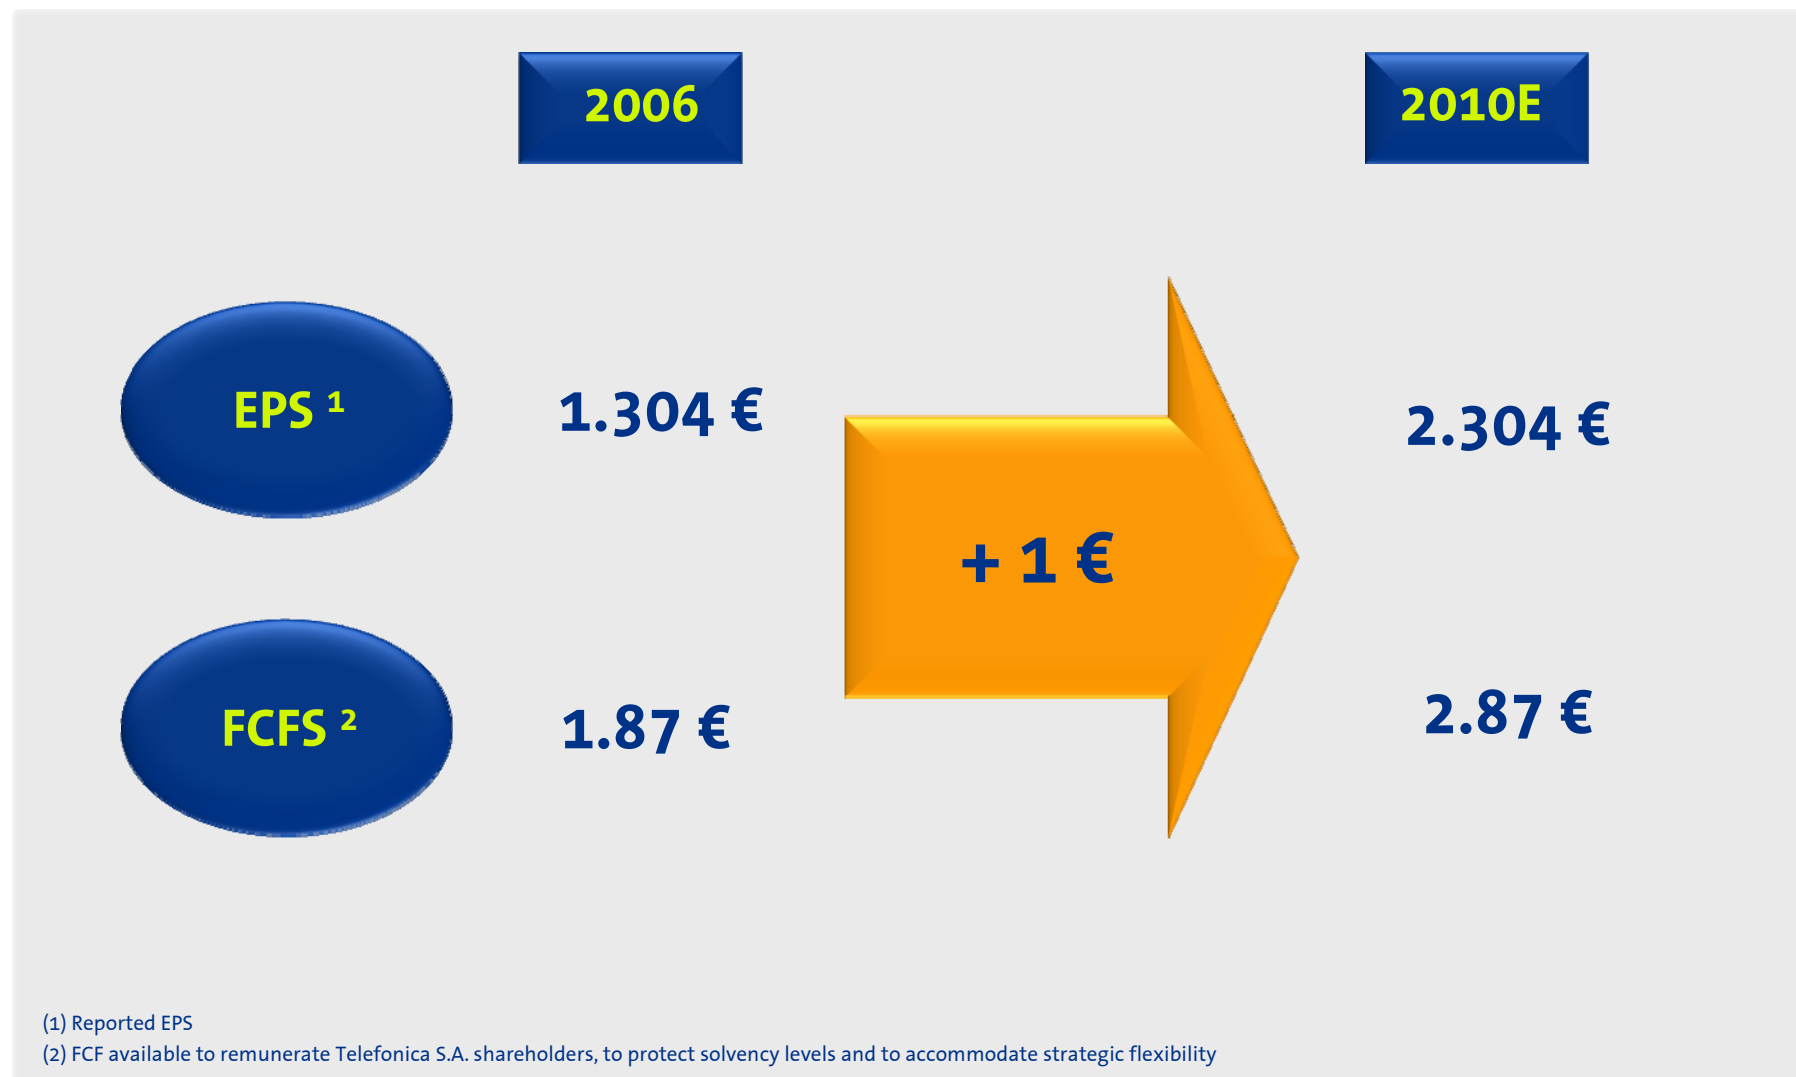 2006
2010E
EPS ¹
1.304 €
2.304 €
+ 1 €
FCFS ²
1.87 €
2.87 €
(1) Reported EPS
(2) FCF available to remunerate Telefonica S.A. shareholders, to protect solvency levels and to accommodate strategic flexibility